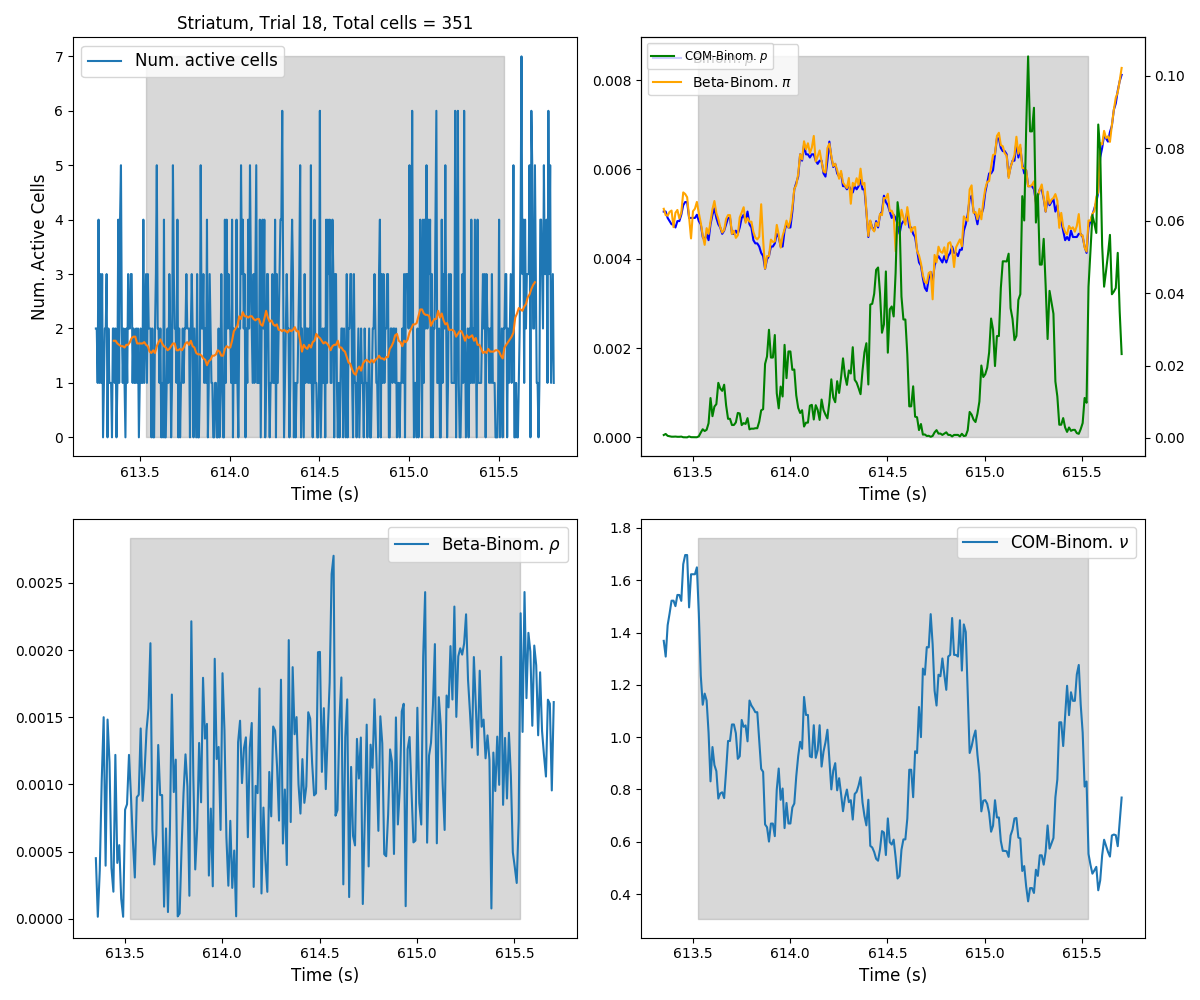 Striatum, Trial 18, Total cells = 351
Num. active cells
Num. Active Cells
7
6
5
4
3
2
1
0
613.5 614.0 614.5 615.0 615.5
Time (s)
COM-Binom. p
Beta-Binom. π
0.008
0.006
0.004
0.002
0.000
0.10
0.08
0.06
0.04
0.02
0.00
613.5 614.0 614.5 615.0 615.5
Time (s)
Beta-Binom. ρ
0.0025
0.0020
0.0015
0.0010
0.0005
0.0000
613.5 614.0 614.5 615.0 615.5
Time (s)
COM-Binom. ν
1.8
1.6
1.4
1.2
1.0
0.8
0.6
0.4
613.5 614.0 614.5 615.0 615.5
Time (s)